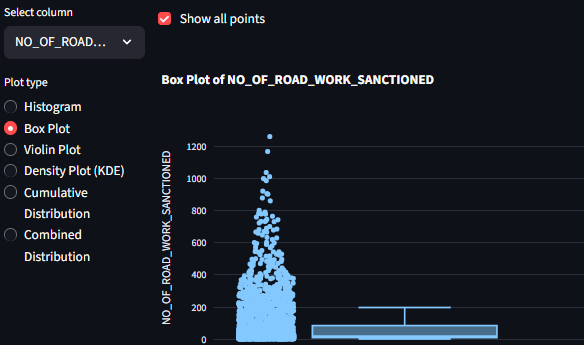 Select column
NO_OF_ROAD...
Plot type
Histogram
Box Plot
Violin Plot
Density Plot (KDE)
Cumulative
Distribution
Combined
Distribution
Show all points
Box Plot of NO_OF_ROAD_WORK_SANCTIONED
NO_OF_ROAD_WORK_SANCTIONED
1200
1000
800
600
400
200
0